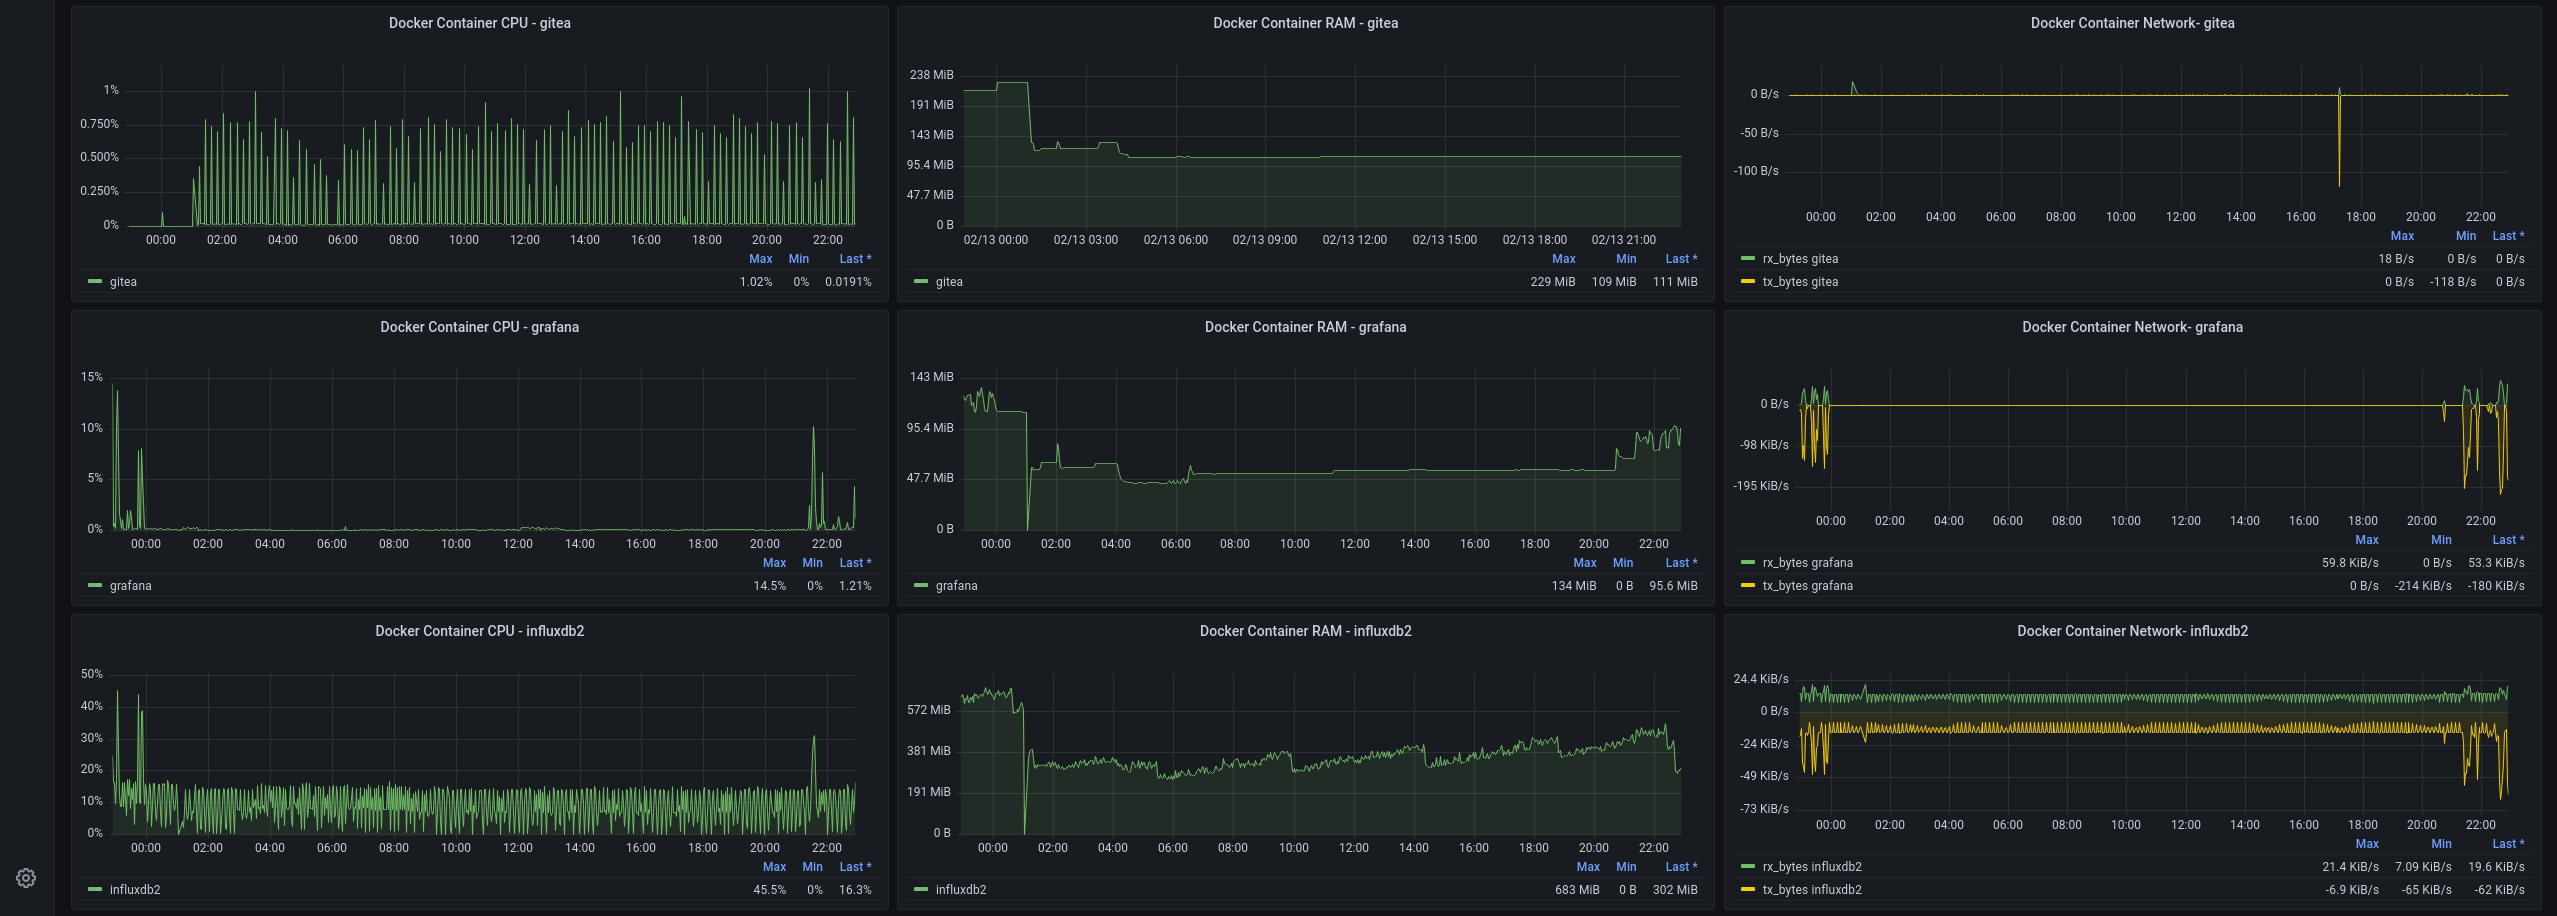 Docker Container CPU - gitea
1%
0.750%
0.500%
0.250%
0%
00:00 02:00 04:00 06:00 08:00 10:00 12:00 14:00 16:00 18:00 20:00 22:00
Max Min Last *
gitea 1.02% 0% 0.0191%
Docker Container RAM - gitea
238 MiB
191 MiB
143 MiB
95.4 MiB
47.7 MiB
0 B
02/13 00:00 02/13 03:00 02/13 06:00 02/13 09:00 02/13 12:00 02/13 15:00 02/13 18:00 02/13 21:00
Max Min Last *
gitea 229 MiB 109 MiB 111 MiB
Docker Container Network- gitea
0 B/s
-50 B/s
-100 B/s
00:00 02:00 04:00 06:00 08:00 10:00 12:00 14:00 16:00 18:00 20:00 22:00
Max Min Last *
rx_bytes gitea 18 B/s 0 B/s 0 B/s
tx_bytes gitea 0 B/s -118 B/s 0 B/s
Docker Container CPU - grafana
15%
10%
5%
0%
00:00 02:00 04:00 06:00 08:00 10:00 12:00 14:00 16:00 18:00 20:00 22:00
Max Min Last *
grafana 14.5% 0% 1.21%
Docker Container RAM - grafana
143 MiB
95.4 MiB
47.7 MiB
0 B
00:00 02:00 04:00 06:00 08:00 10:00 12:00 14:00 16:00 18:00 20:00 22:00
Max Min Last *
grafana 134 MiB 0 B 95.6 MiB
Docker Container Network- grafana
0 B/s
-98 KiB/s
-195 KiB/s
00:00 02:00 04:00 06:00 08:00 10:00 12:00 14:00 16:00 18:00 20:00 22:00
Max Min Last *
rx_bytes grafana 59.8 KiB/s 0 B/s 53.3 KiB/s
tx_bytes grafana 0 B/s -214 KiB/s -180 KiB/s
Docker Container CPU - influxdb2
50%
40%
30%
20%
10%
0%
00:00 02:00 04:00 06:00 08:00 10:00 12:00 14:00 16:00 18:00 20:00 22:00
Max Min Last *
influxdb2 45.5% 0% 16.3%
Docker Container RAM - influxdb2
572 MiB
381 MiB
191 MiB
0 B
00:00 02:00 04:00 06:00 08:00 10:00 12:00 14:00 16:00 18:00 20:00 22:00
Max Min Last *
influxdb2 683 MiB 0 B 302 MiB
Docker Container Network- influxdb2
24.4 KiB/s
0 B/s
-24 KiB/s
-49 KiB/s
-73 KiB/s
00:00 02:00 04:00 06:00 08:00 10:00 12:00 14:00 16:00 18:00 20:00 22:00
Max Min Last *
rx_bytes influxdb2 21.4 KiB/s 7.09 KiB/s 19.6 KiB/s
tx_bytes influxdb2 -6.9 KiB/s -65 KiB/s -62 KiB/s